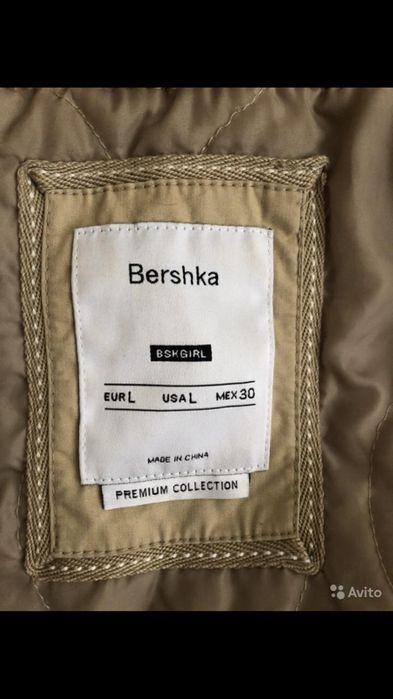 Bershka
BSKGIRL
EUR L USA L MEX 30
MADE IN CHINA
PREMIUM COLLECTION
Avito